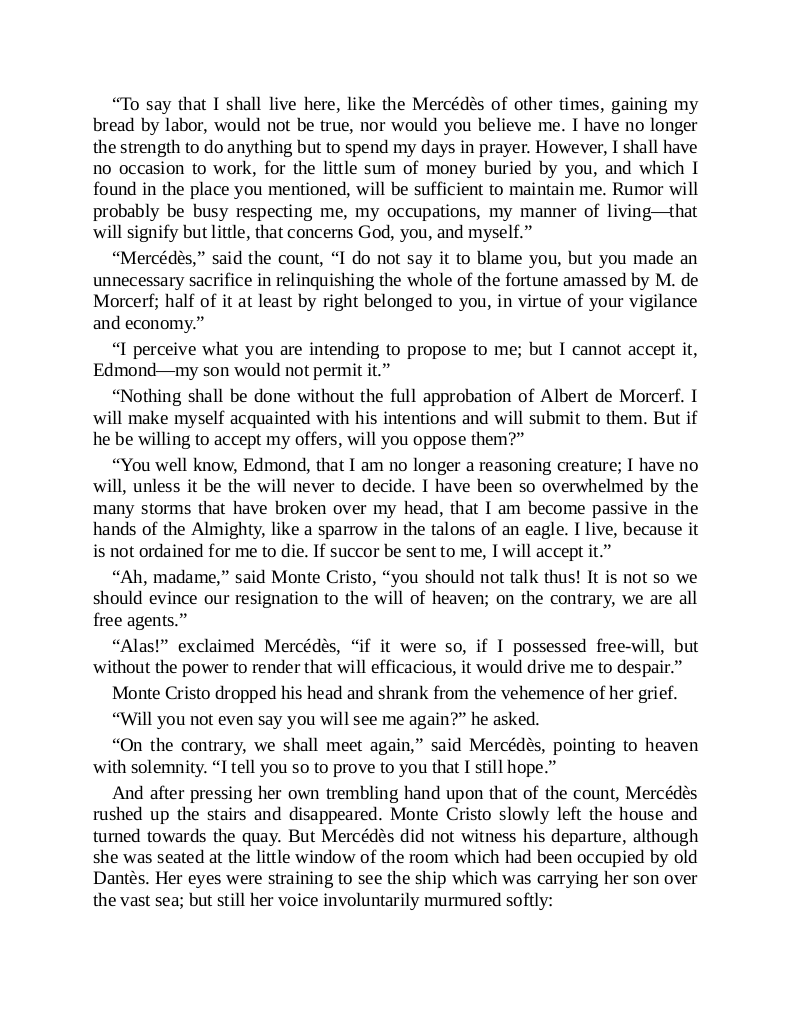 “To say that I shall live here, like the Mercédès of other times, gaining my
bread by labor, would not be true, nor would you believe me. I have no longer
the strength to do anything but to spend my days in prayer. However, I shall have
no occasion to work, for the little sum of money buried by you, and which I
found in the place you mentioned, will be sufficient to maintain me. Rumor will
probably be busy respecting me, my occupations, my manner of living—that
will signify but little, that concerns God, you, and myself.”
“Mercédès,” said the count, “I do not say it to blame you, but you made an
unnecessary sacrifice in relinquishing the whole of the fortune amassed by M. de
Morcerf; half of it at least by right belonged to you, in virtue of your vigilance
and economy.”
“I perceive what you are intending to propose to me; but I cannot accept it,
Edmond—my son would not permit it.”
“Nothing shall be done without the full approbation of Albert de Morcerf. I
will make myself acquainted with his intentions and will submit to them. But if
he be willing to accept my offers, will you oppose them?”
“You well know, Edmond, that I am no longer a reasoning creature; I have no
will, unless it be the will never to decide. I have been so overwhelmed by the
many storms that have broken over my head, that I am become passive in the
hands of the Almighty, like a sparrow in the talons of an eagle. I live, because it
is not ordained for me to die. If succor be sent to me, I will accept it.”
“Ah, madame,” said Monte Cristo, “you should not talk thus! It is not so we
should evince our resignation to the will of heaven; on the contrary, we are all
free agents.”
“Alas!” exclaimed Mercédès, “if it were so, if I possessed free-will, but
without the power to render that will efficacious, it would drive me to despair.”
Monte Cristo dropped his head and shrank from the vehemence of her grief.
“Will you not even say you will see me again?” he asked.
“On the contrary, we shall meet again,” said Mercédès, pointing to heaven
with solemnity. “I tell you so to prove to you that I still hope.”
And after pressing her own trembling hand upon that of the count, Mercédès
rushed up the stairs and disappeared. Monte Cristo slowly left the house and
turned towards the quay. But Mercédès did not witness his departure, although
she was seated at the little window of the room which had been occupied by old
Dantès. Her eyes were straining to see the ship which was carrying her son over
the vast sea; but still her voice involuntarily murmured softly: